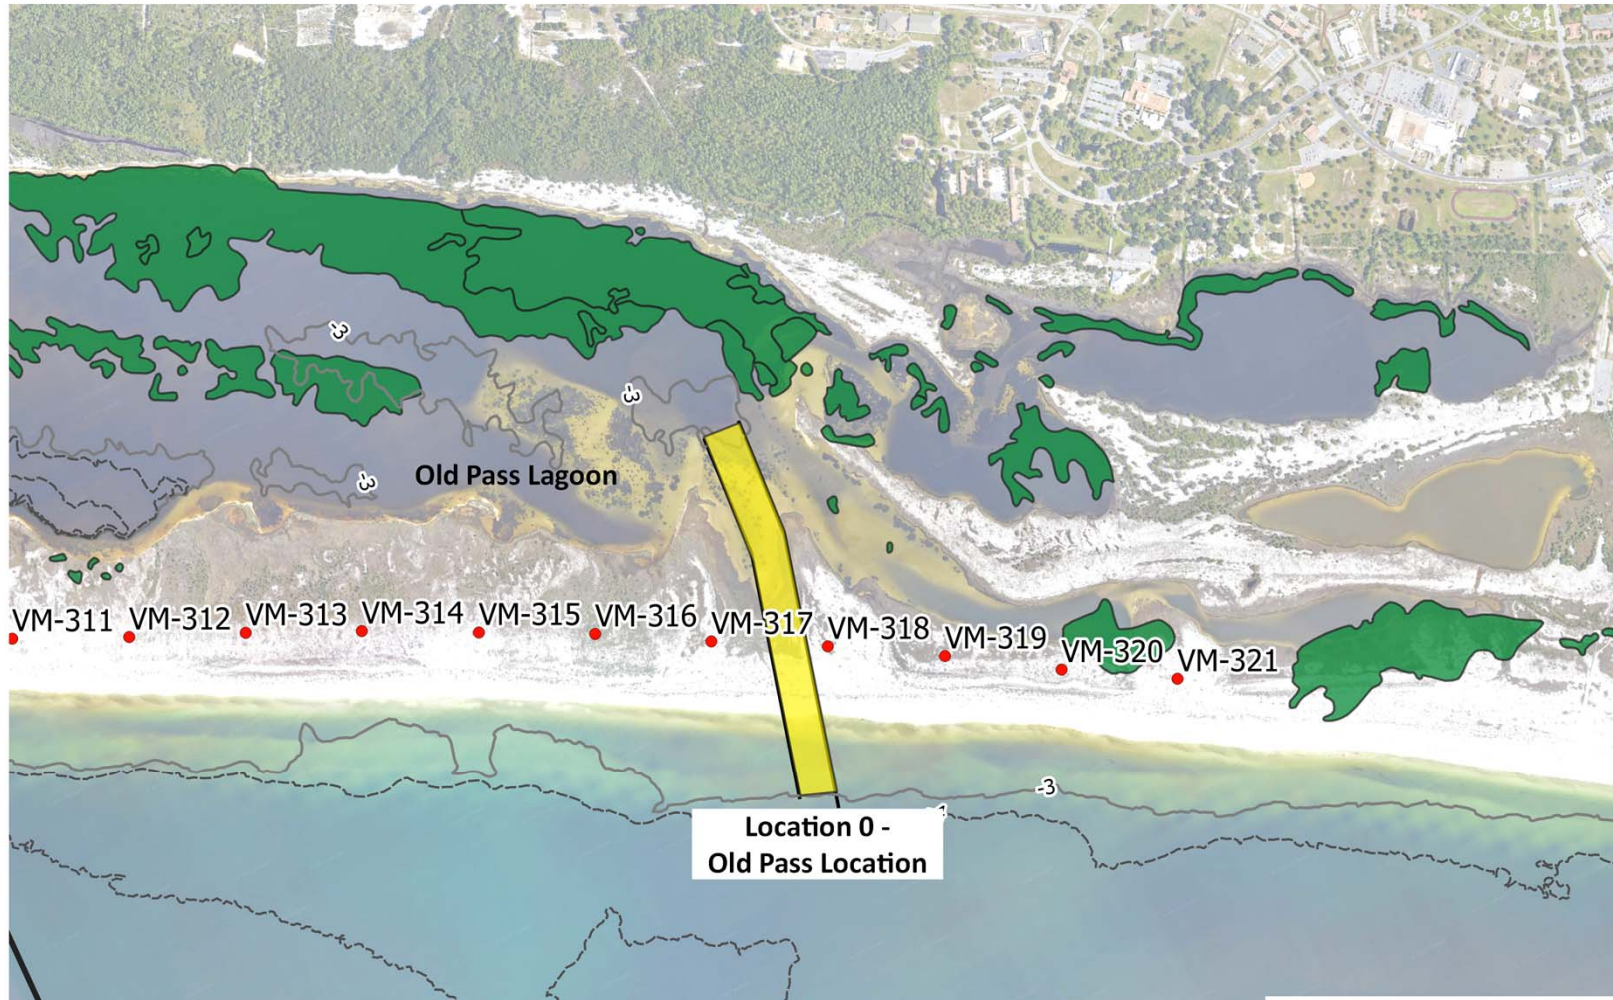 -3
-3
-3
Old Pass Lagoon
VM-311
VM-312
VM-313
VM-314
VM-315
VM-316
VM-317
VM-318
VM-319
VM-320
VM-321
-3
Location 0 -
Old Pass Location